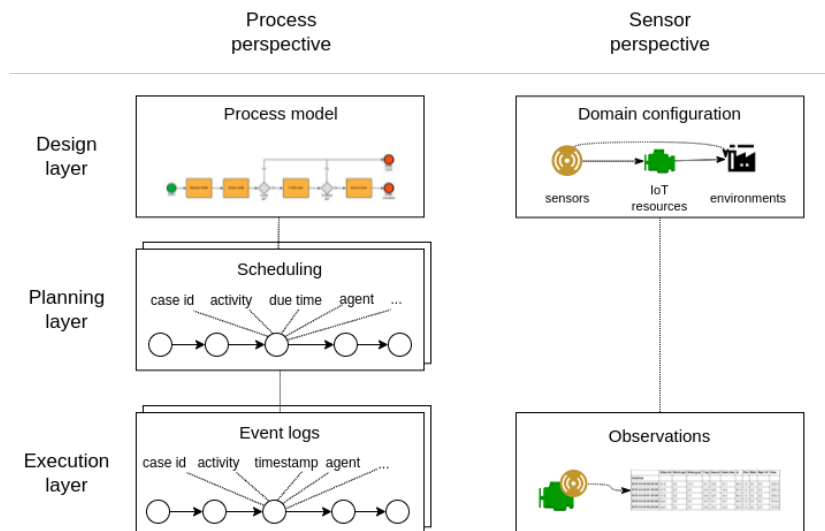 Process
perspective
Sensor
perspective
Design
layer
Process model
Domain configuration
sensors
IoT
resources
environments
Planning
layer
Scheduling
case id activity due time agent ...
Execution
layer
Event logs
case id activity timestamp agent ...
Observations